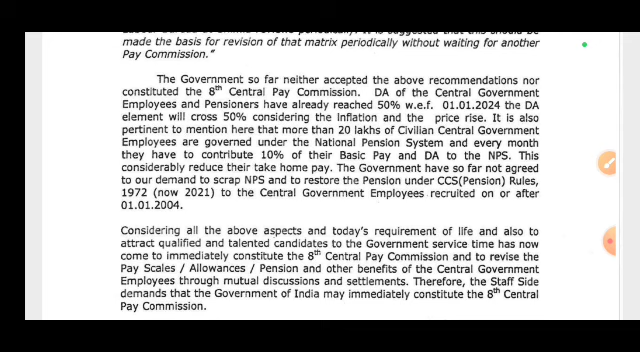 made the basis for revision of that matrix periodically without waiting for another
Pay Commission."
The Government so far neither accepted the above recommendations nor
constituted the 8th Central Pay Commission. DA of the Central Government
Employees and Pensioners have already reached 50% w.e.f. 01.01.2024 the DA
element will cross 50% considering the Inflation and the price rise. It is also
pertinent to mention here that more than 20 lakhs of Civilian Central Government
Employees are governed under the National Pension System and every month
they have to contribute 10% of their Basic Pay and DA to the NPS. This
considerably reduce their take home pay. The Government have so far not agreed
to our demand to scrap NPS and to restore the Pension under CCS(Pension) Rules,
1972 (now 2021) to the Central Government Employees recruited on or after
01.01.2004.
Considering all the above aspects and today's requirement of life and also to
attract qualified and talented candidates to the Government service time has now
come to immediately constitute the 8th Central Pay Commission and to revise the
Pay Scales / Allowances / Pension and other benefits of the Central Government
Employees through mutual discussions and settlements. Therefore, the Staff Side
demands that the Government of India may immediately constitute the 8th Central
Pay Commission.